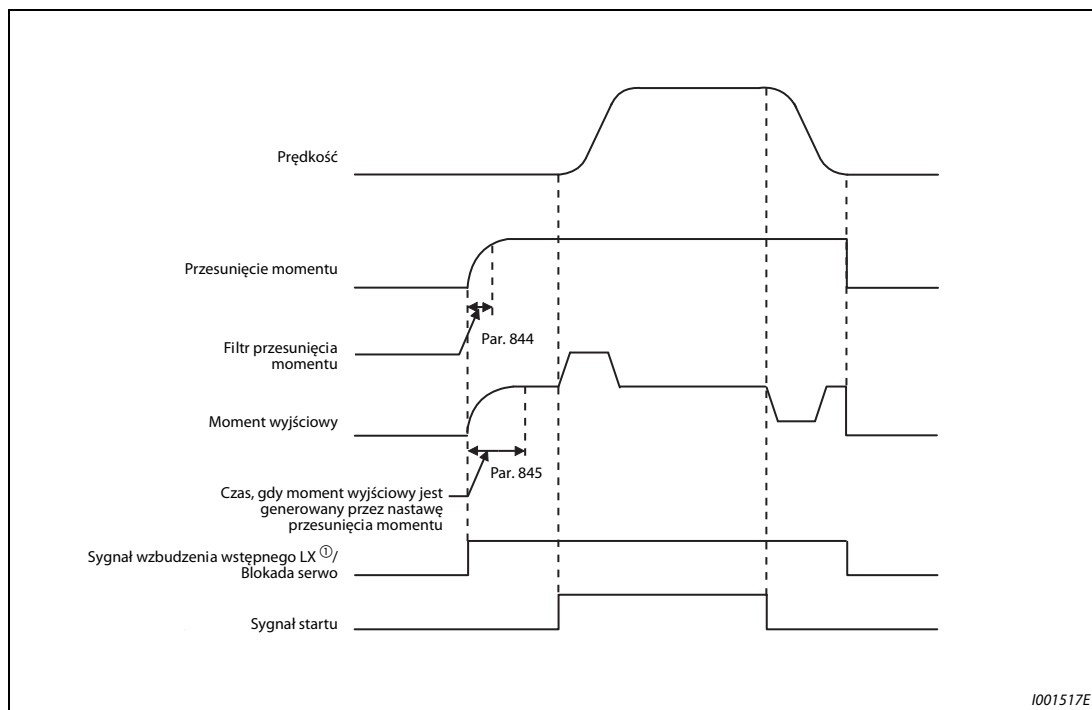 Prędkość
Przesunięcie momentu
Par. 844
Filtr przesunięcia
momentu
Moment wyjściowy
Par. 845
Czas, gdy moment wyjściowy jest
generowany przez nastawę
przesunięcia momentu
Sygnał wzbudzenia wstępnego LX ①/
Blokada serwo
Sygnał startu
I001517E